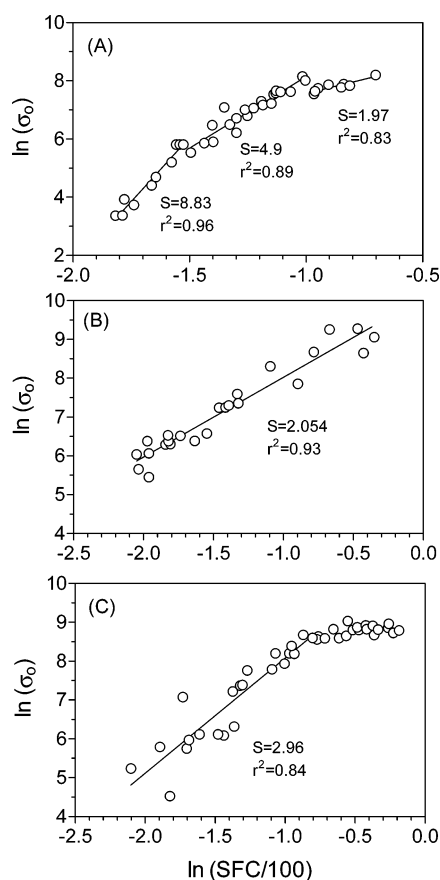 (A)
10
8
6
4
2
ln (σo)
S=1.97
r²=0.83
S=4.9
r²=0.89
S=8.83
r²=0.96
-2.0
-1.5
-1.0
-0.5
(B)
10
9
8
7
6
5
4
ln (σo)
S=2.054
r²=0.93
-2.5
-2.0
-1.5
-1.0
-0.5
0.0
(C)
10
9
8
7
6
5
4
ln (σo)
S=2.96
r²=0.84
-2.5
-2.0
-1.5
-1.0
-0.5
0.0
ln (SFC/100)